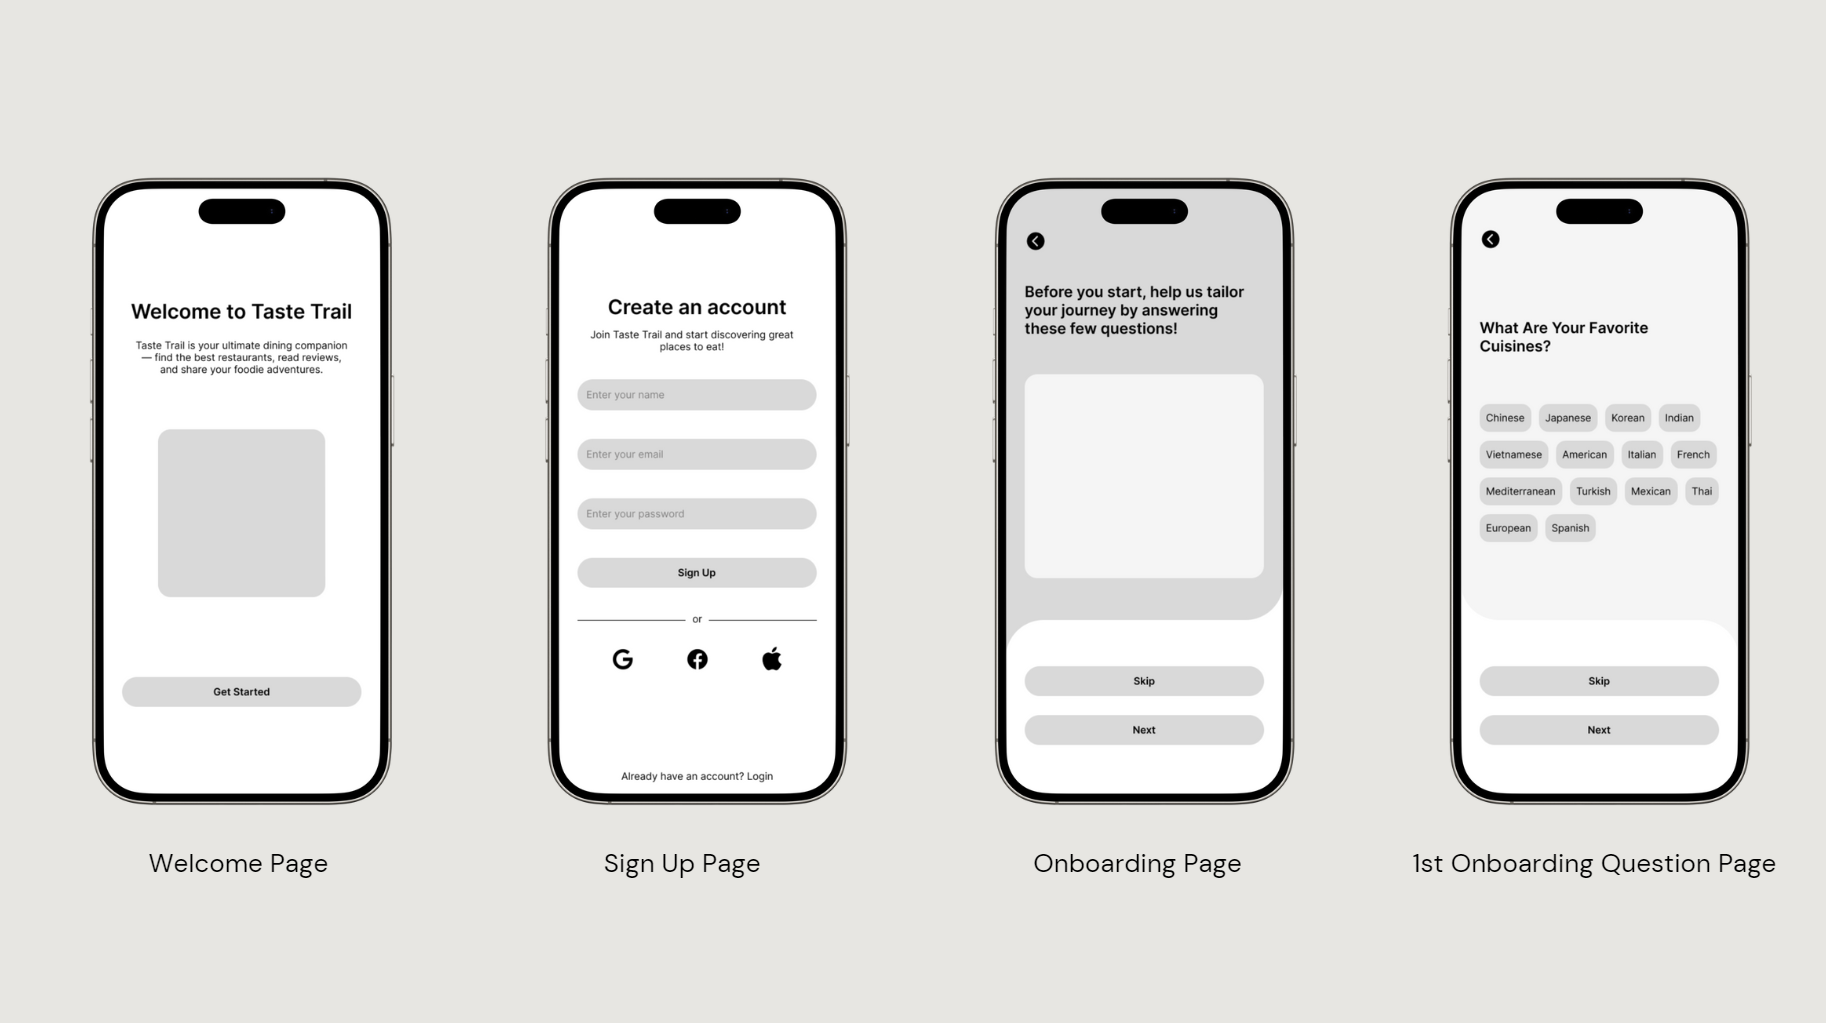 Welcome to Taste Trail
Taste Trail is your ultimate dining companion
— find the best restaurants, read reviews,
and share your foodie adventures.
Get Started
Welcome Page
Create an account
Join Taste Trail and start discovering great
places to eat!
Enter your name
Enter your email
Enter your password
Sign Up
or
Already have an account? Login
Sign Up Page
Before you start, help us tailor
your journey by answering
these few questions!
Skip
Next
Onboarding Page
What Are Your Favorite
Cuisines?
Chinese Japanese Korean Indian
Vietnamese American Italian French
Mediterranean Turkish Mexican Thai
European Spanish
Skip
Next
1st Onboarding Question Page